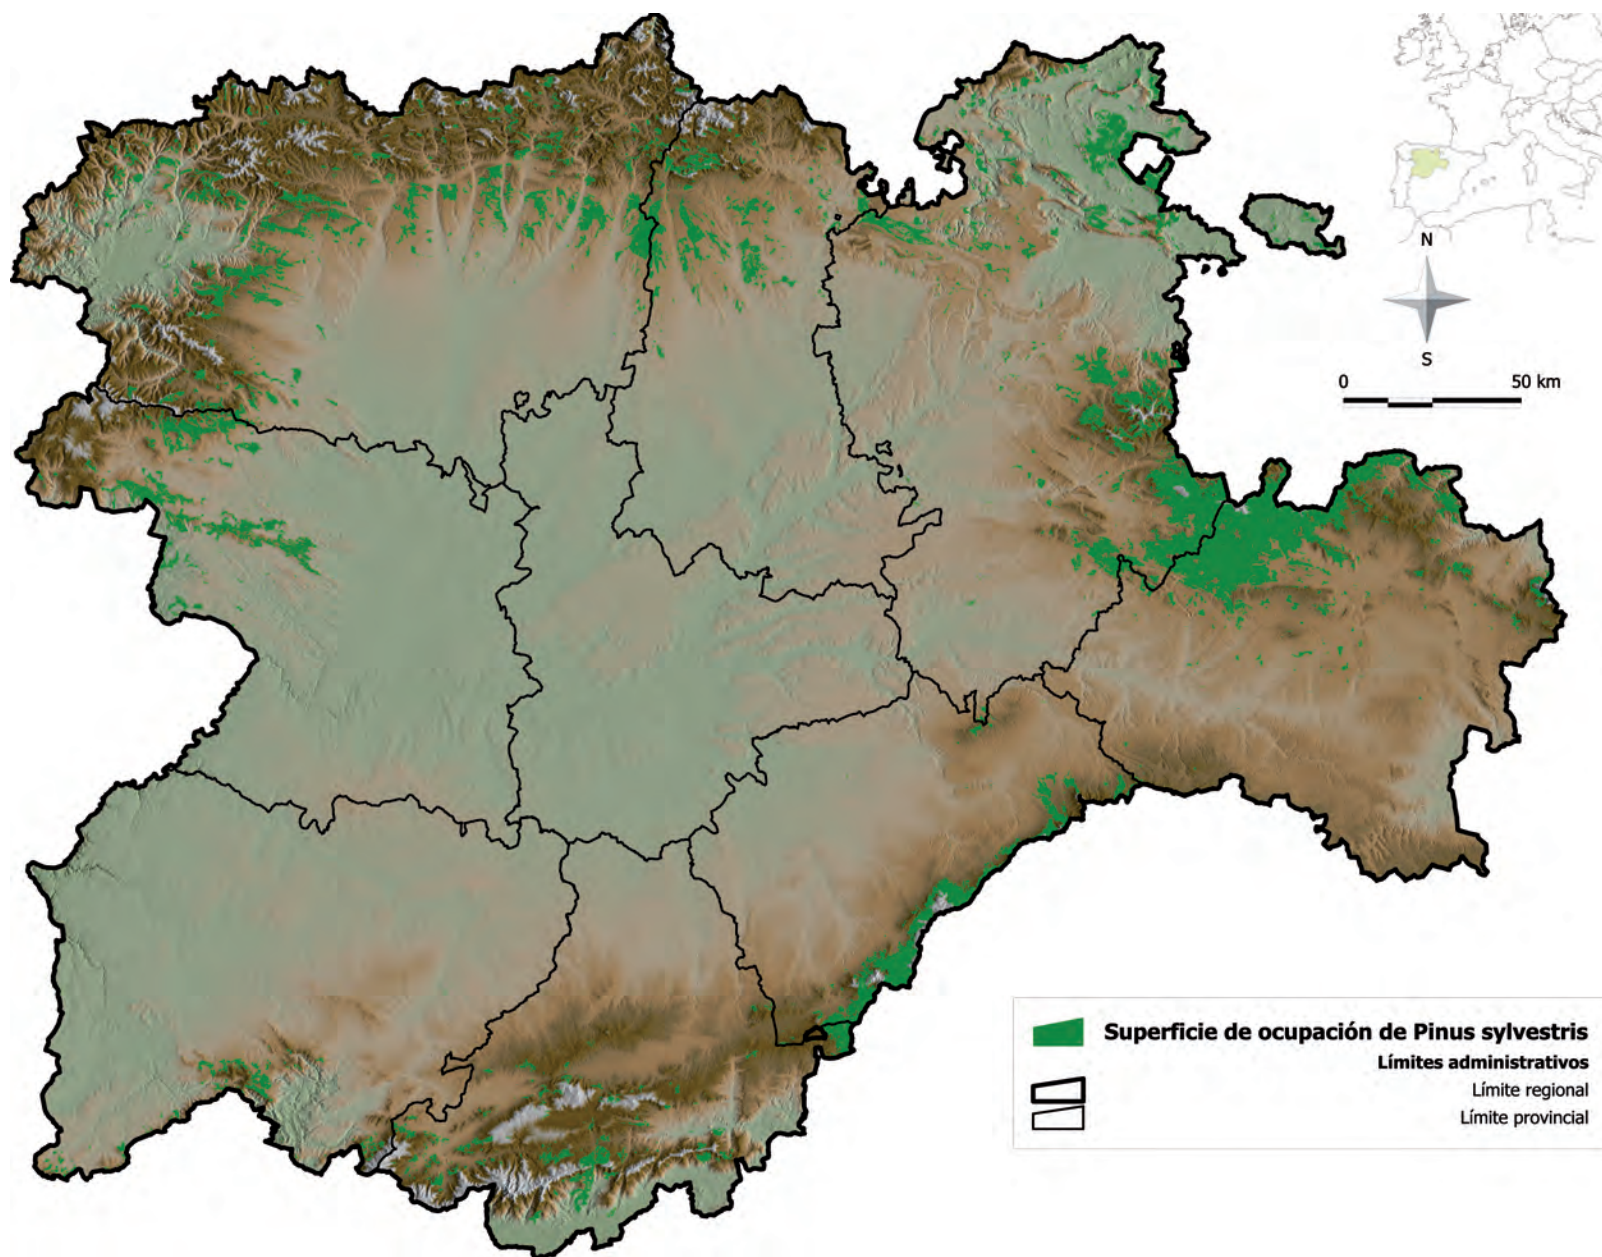 N
S
0 50 km
Superficie de ocupación de Pinus sylvestris
Límites administrativos
Límite regional
Límite provincial